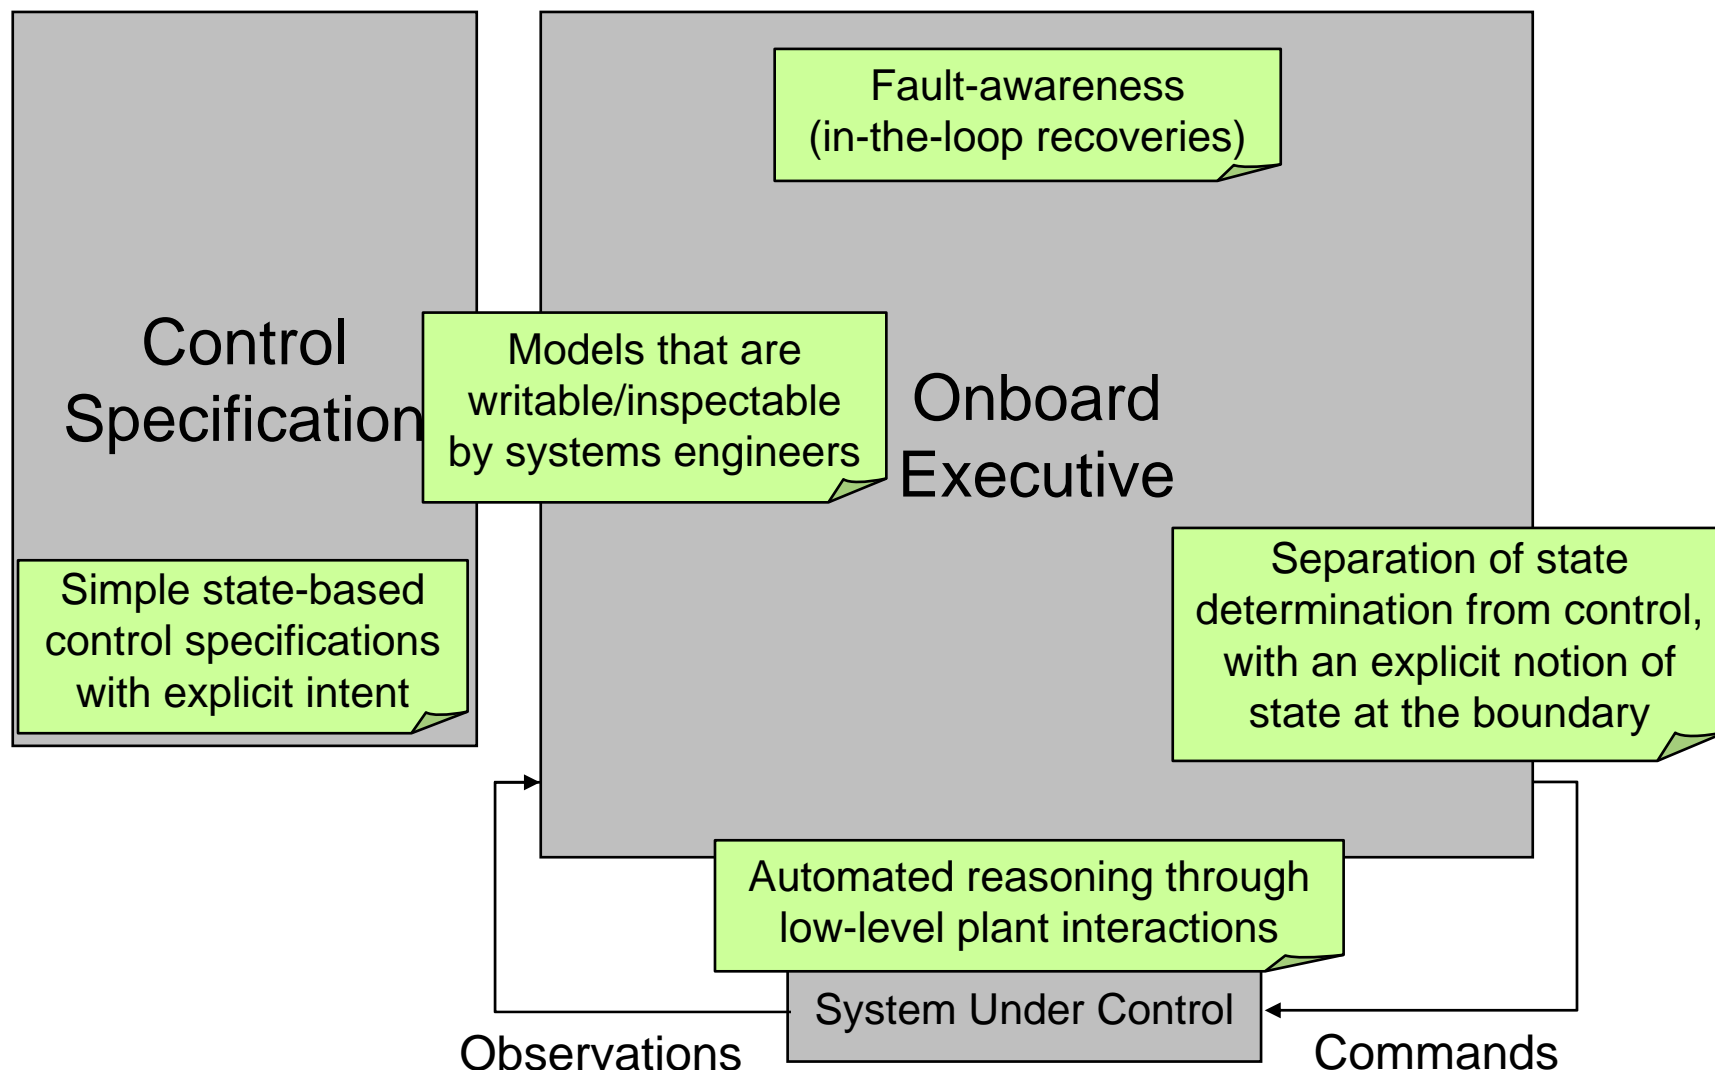 Fault-awareness
(in-the-loop recoveries)
Control
Specification
Models that are
writable/inspectable
by systems engineers
Onboard
Executive
Simple state-based
control specifications
with explicit intent
Separation of state
determination from control,
with an explicit notion of
state at the boundary
Automated reasoning through
low-level plant interactions
System Under Control
Observations
Commands